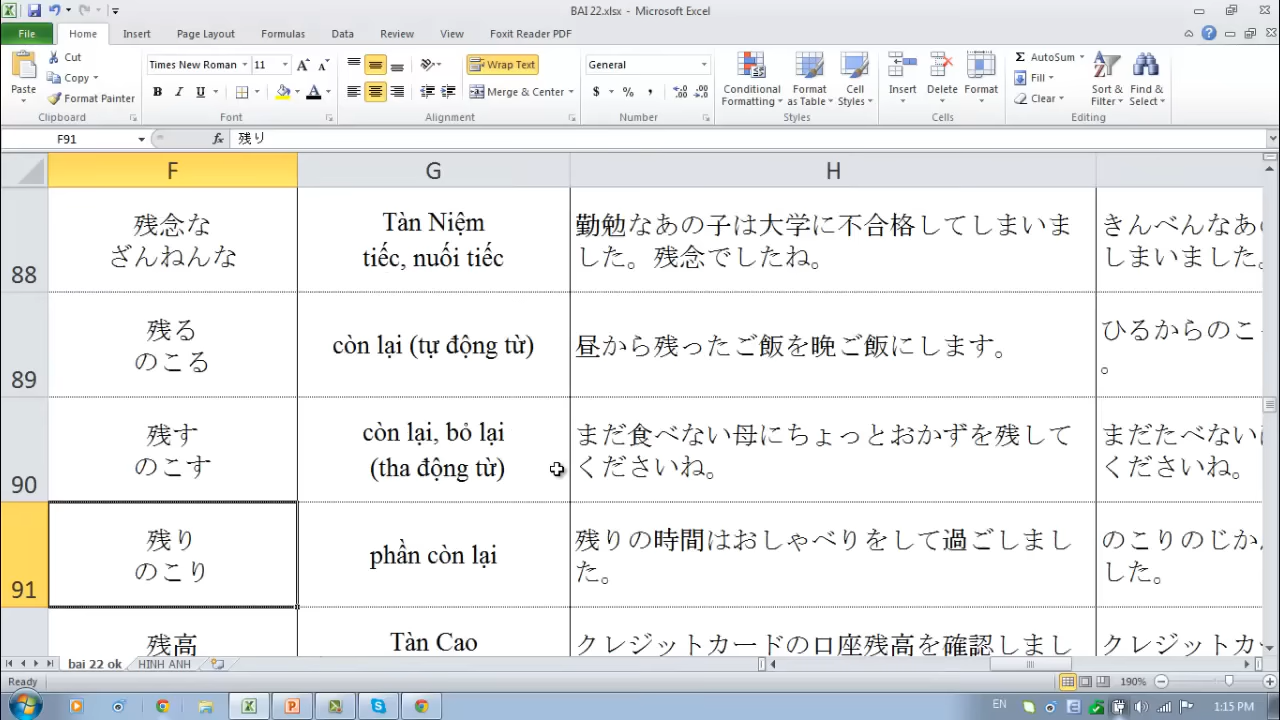 BAI 22.xlsx - Microsoft Excel
File Home Insert Page Layout Formulas Data Review View Foxit Reader PDF
Cut
Copy
Format Painter
Paste
Clipboard
Times New Roman 11
B I U
Font
Wrap Text
Merge & Center
Alignment
General
$ % ,
Number
Conditional Formatting
Format as Table
Cell Styles
Styles
Insert Delete Format
Cells
AutoSum
Fill
Clear
Sort & Filter
Find & Select
Editing
F91 fx 残り
F G H
88
残念な
ざんねんな
Tàn Niệm
tiếc, nuối tiếc
勤勉なあの子は大学に不合格してしまいま
した。残念でしたね。
きんべんなあ
しまいました。
89
残る
のこる
còn lại (tự động từ)
昼から残ったご飯を晩ご飯にします。
ひるからのこ
。
90
残す
のこす
còn lại, bỏ lại
(tha động từ)
まだ食べない母にちょっとおかずを残して
くださいね。
まだたべない
くださいね。
91
残り
のこり
phần còn lại
残りの時間はおしゃべりをして過ごしまし
た。
のこりのじか
した。
残高
Tàn Cao
クレジットカードの口座残高を確認しまし
クレジットカ
bai 22 ok HINH ANH
Ready
190%
EN
1:15 PM